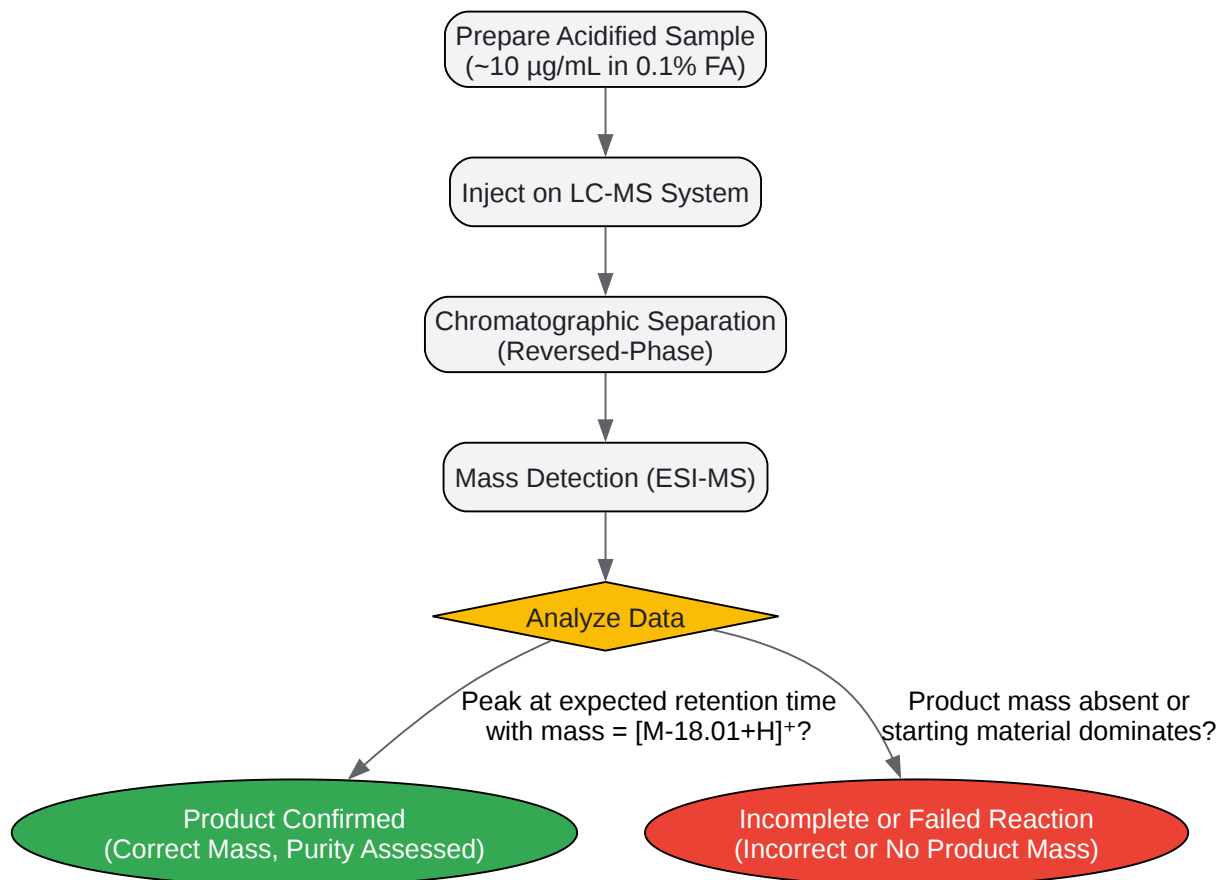 Prepare Acidified Sample
(~10 µg/mL in 0.1% FA)
Inject on LC-MS System
Chromatographic Separation
(Reversed-Phase)
Mass Detection (ESI-MS)
Analyze Data
Peak at expected retention time
with mass = [M-18.01+H]⁺?
Product mass absent or
starting material dominates?
Product Confirmed
(Correct Mass, Purity Assessed)
Incomplete or Failed Reaction
(Incorrect or No Product Mass)